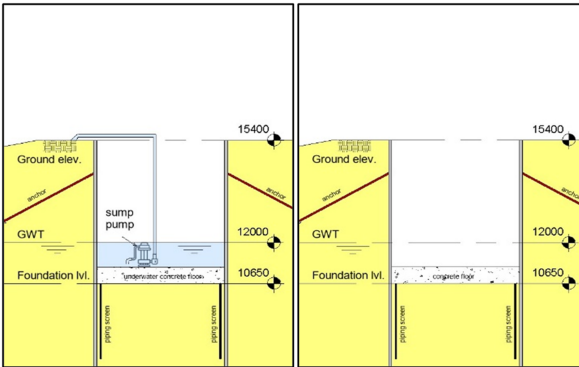 15400
Ground elev.
anchor
anchor
sump
pump
GWT
12000
Foundation lvl.
underwater concrete floor
10650
piping screen
piping screen
15400
Ground elev.
anchor
anchor
GWT
12000
Foundation lvl.
concrete floor
10650
piping screen
piping screen